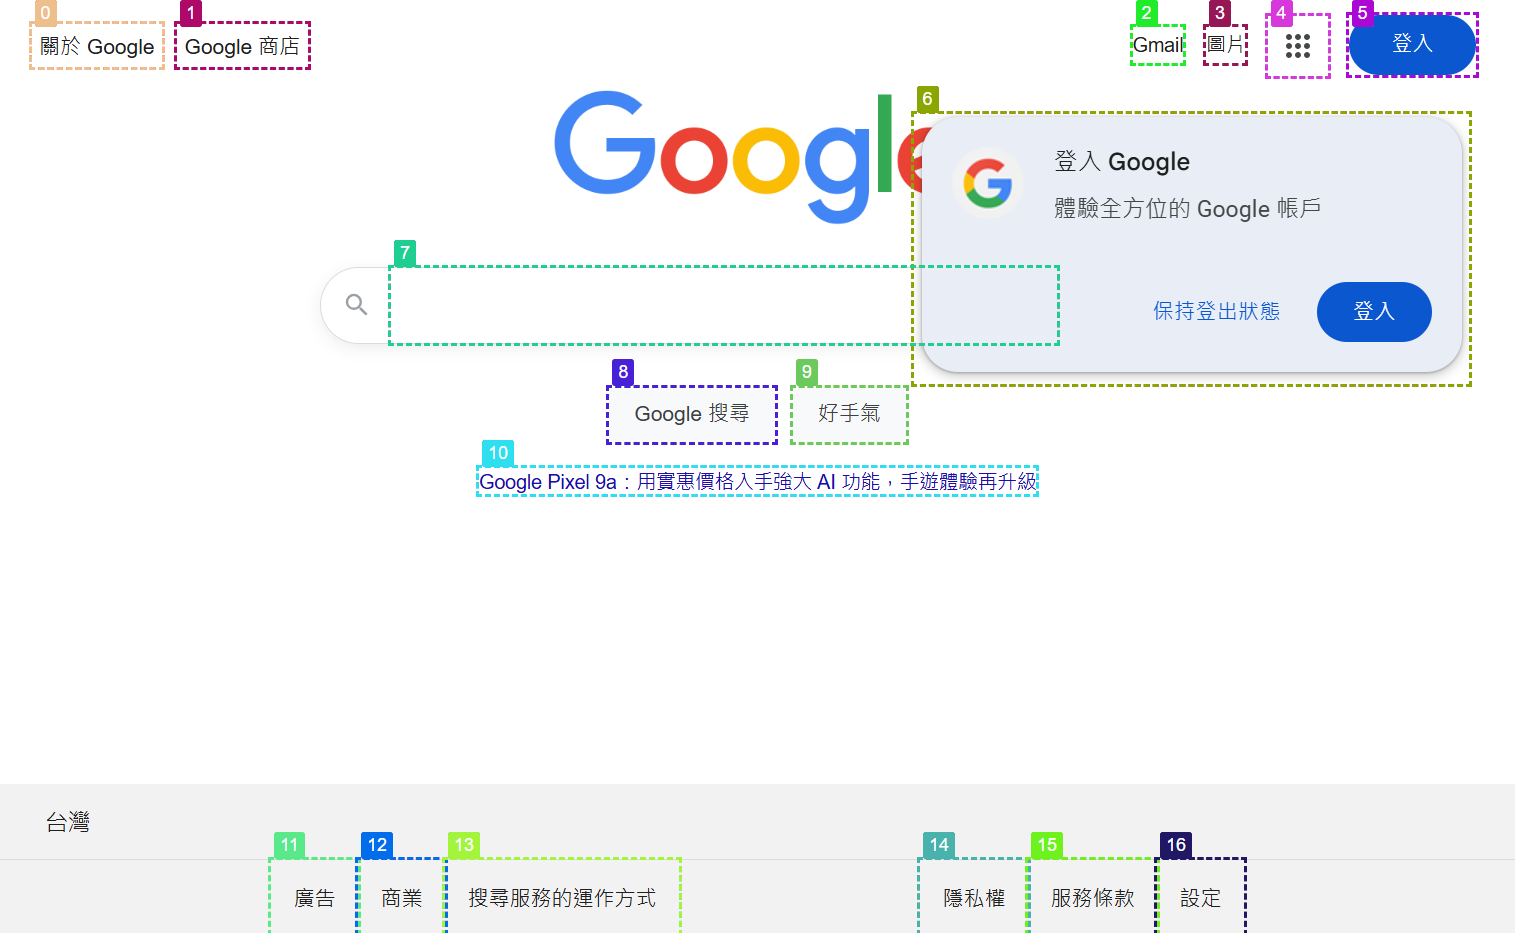 0
1
2
3
4
5
關於 Google
Google 商店
Gmail
圖片
登入
6
Google
登入 Google
體驗全方位的 Google 帳戶
7
保持登出狀態
登入
8
9
Google 搜尋
好手氣
10
Google Pixel 9a：用實惠價格入手強大 AI 功能，手遊體驗再升級
台灣
11
12
13
14
15
16
廣告
商業
搜尋服務的運作方式
隱私權
服務條款
設定